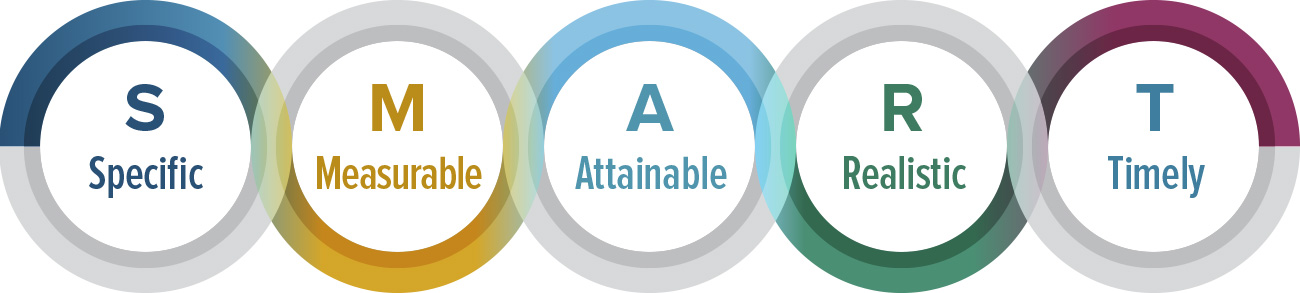 S
Specific
M
Measurable
A
Attainable
R
Realistic
T
Timely